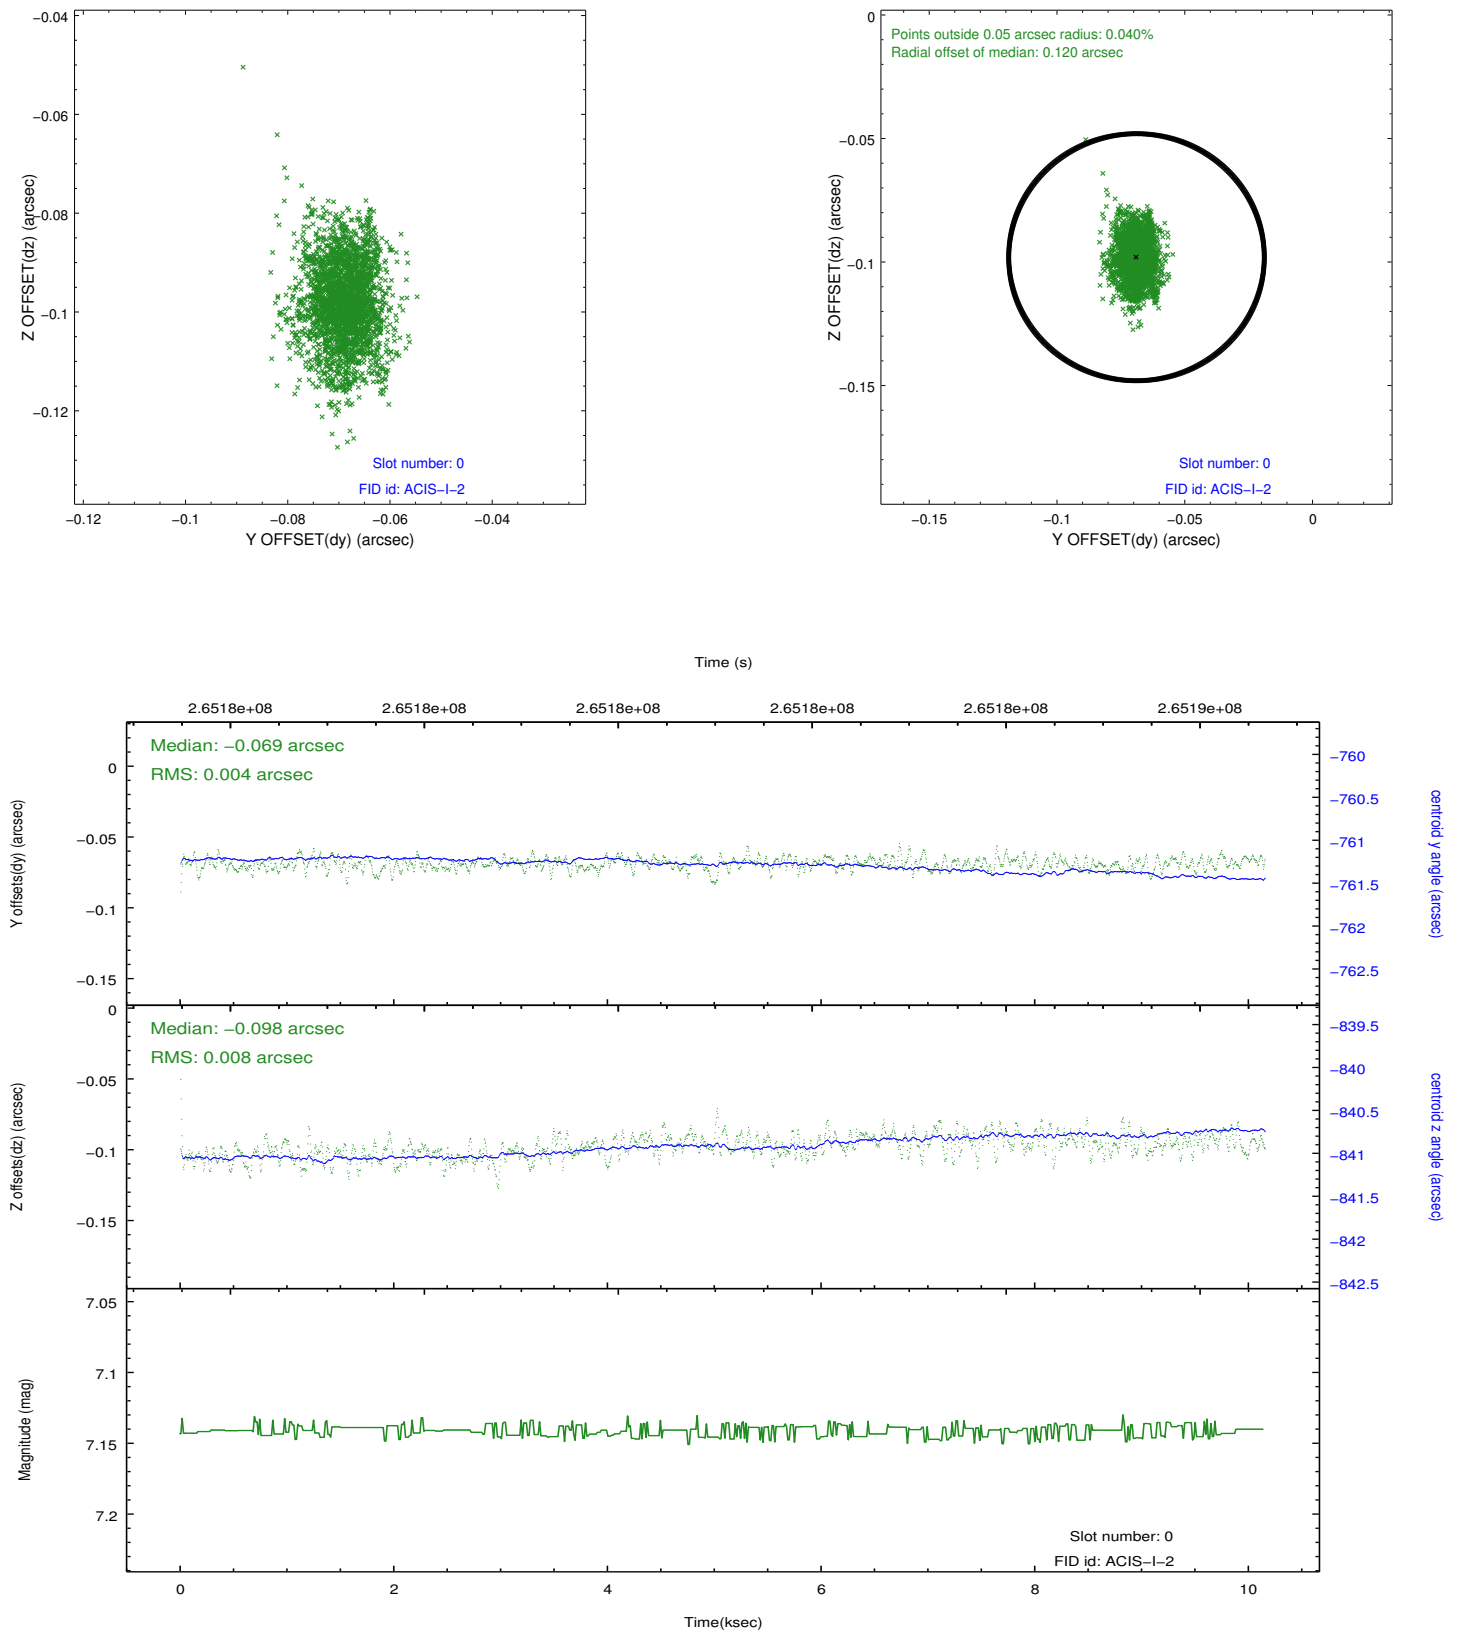 −0.04
−0.06
−0.08
−0.1
−0.12
Z OFFSET(dz) (arcsec)
Slot number: 0
FID id: ACIS−I−2
−0.12 −0.1 −0.08 −0.06 −0.04
Y OFFSET(dy) (arcsec)
0
−0.05
−0.1
−0.15
Z OFFSET(dz) (arcsec)
Points outside 0.05 arcsec radius: 0.040%
Radial offset of median: 0.120 arcsec
Slot number: 0
FID id: ACIS−I−2
−0.15 −0.1 −0.05 0
Y OFFSET(dy) (arcsec)
Time (s)
2.6518e+08 2.6518e+08 2.6518e+08 2.6518e+08 2.6518e+08 2.6519e+08
Median: −0.069 arcsec
RMS: 0.004 arcsec
0
−0.05
−0.1
−0.15
Y offsets(dy) (arcsec)
−760
−760.5
−761
−761.5
−762
−762.5
centroid y angle (arcsec)
Median: −0.098 arcsec
RMS: 0.008 arcsec
0
−0.05
−0.1
−0.15
Z offsets(dz) (arcsec)
−839.5
−840
−840.5
−841
−841.5
−842
−842.5
centroid z angle (arcsec)
7.05
7.1
7.15
7.2
Magnitude (mag)
Slot number: 0
FID id: ACIS−I−2
0 2 4 6 8 10
Time(ksec)